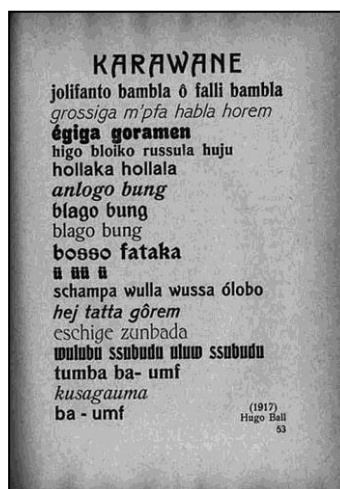 KARAWANE
jolifanto bambla ô falli bambla
grossiga m'pfa habla horem
égiga goramen
higo bloiko russula huju
hollaka hollala
anlogo bung
blago bung
blago bung
bosso fataka
ü üü ü
schampa wulla wussa ólobo
hej tatta gôrem
eschige zunbada
wulubu ssubudu uluw ssubudu
tumba ba- umf
kusagauma
ba - umf
(1917)
Hugo Ball
53